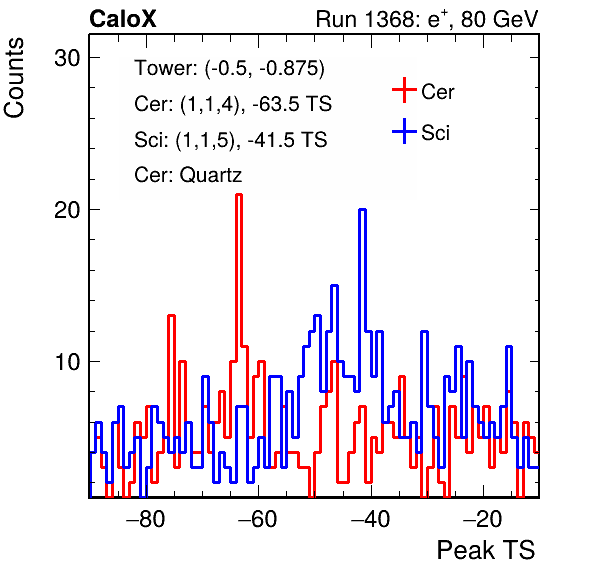 CaloX
Run 1368: e⁺, 80 GeV
Counts
30
20
10
Tower: (-0.5, -0.875)
Cer: (1,1,4), -63.5 TS
Sci: (1,1,5), -41.5 TS
Cer: Quartz
Cer
Sci
−80
−60
−40
−20
Peak TS